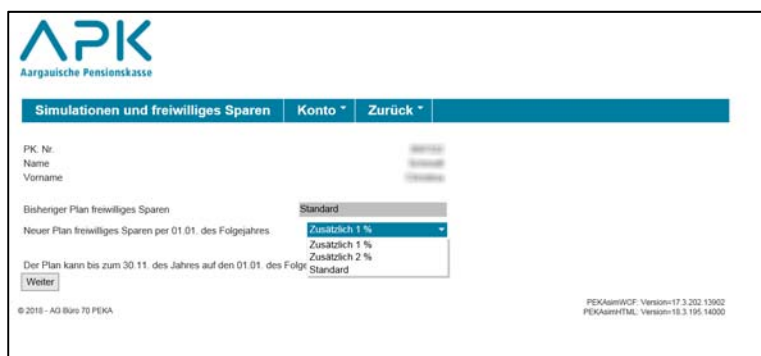 APK
Aargauische Pensionskasse
Simulationen und freiwilliges Sparen Konto Zurück
PK. Nr.
Name
Vorname
Bisheriger Plan freiwilliges Sparen Standard
Neuer Plan freiwilliges Sparen per 01.01. des Folgejahres Zusätzlich 1 %
Zusätzlich 1 %
Zusätzlich 2 %
Standard
Der Plan kann bis zum 30.11. des Jahres auf den 01.01. des Folge
Weiter
© 2018 - AG Büro 70 PEKA
PEKAsimWCF: Version=17.3.202.13902
PEKAsimHTML: Version=18.3.195.14000